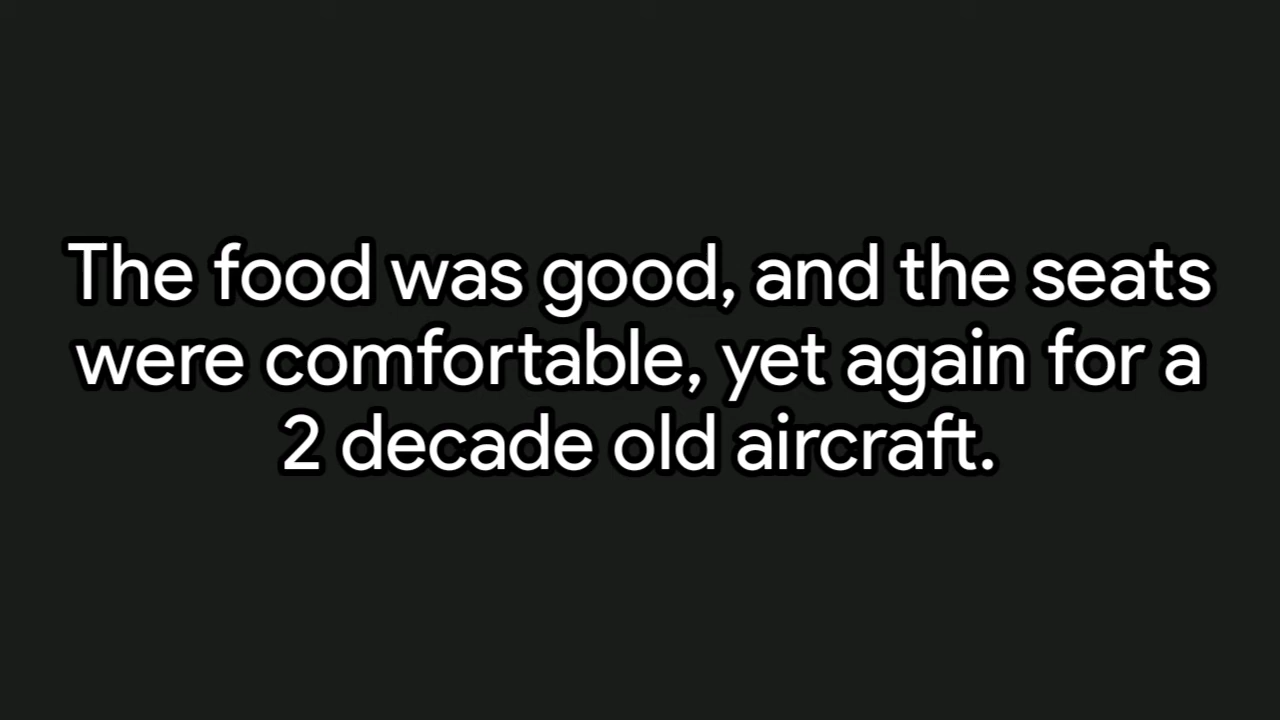 The food was good, and the seats
were comfortable, yet again for a
2 decade old aircraft.